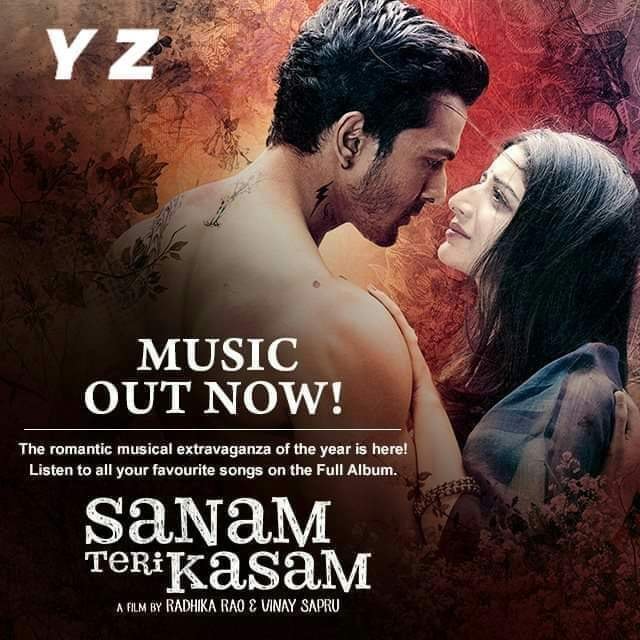 YZ
MUSIC
OUT NOW!
The romantic musical extravaganza of the year is here!
Listen to all your favourite songs on the Full Album.
SaNaM
TeRi KasaM
A FILM BY RADHIKA RAO & VINAY SAPRU